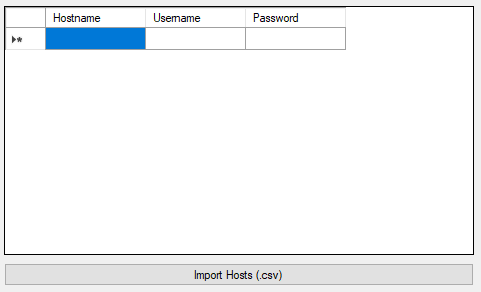 Hostname Username Password
Import Hosts (.csv)